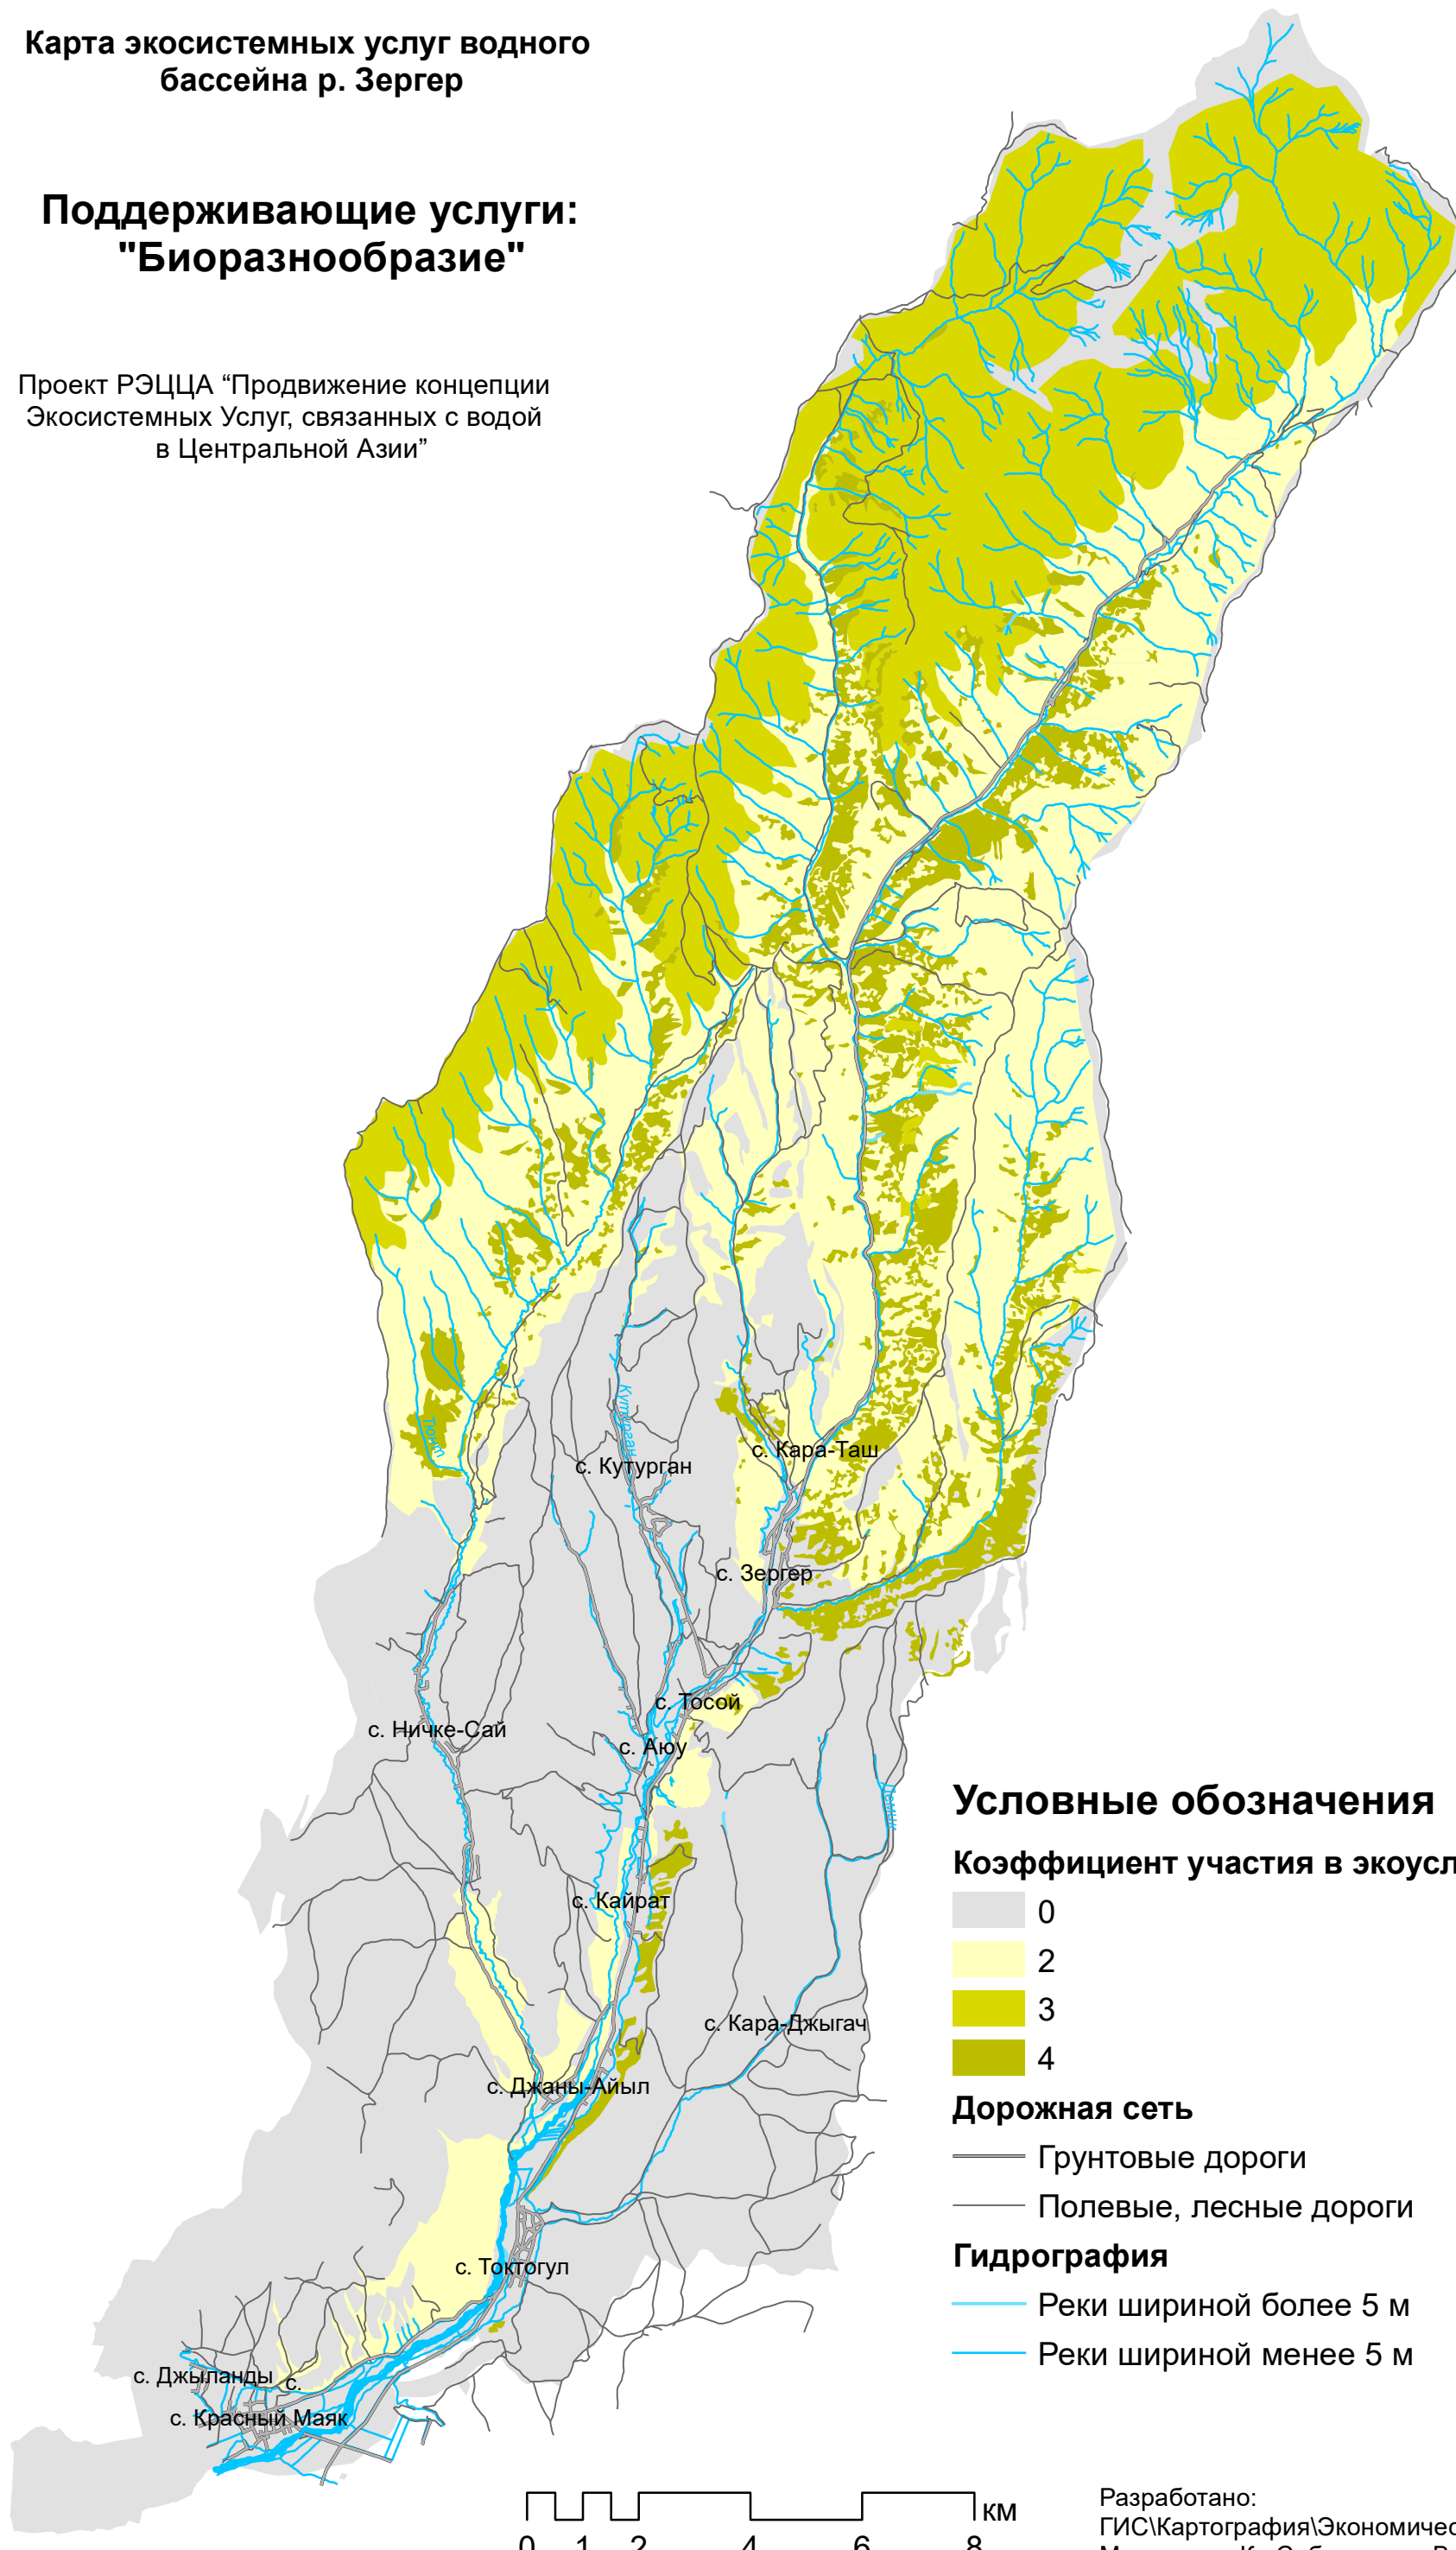 Карта экосистемных услуг водного
бассейна р. Зергер
Поддерживающие услуги:
"Биоразнообразие"
Проект РЭЦЦА “Продвижение концепции
Экосистемных Услуг, связанных с водой
в Центральной Азии”
Тюит
Кутурган
с. Кара-Таш
с. Кутурган
с. Зергер
с. Тосой
с. Ничке-Сай
с. Аюу
с. Кайрат
с. Кара-Джыгач
с. Джаны-Айыл
с. Токтогул
с. Джыланды
с.
с. Красный Маяк
Условные обозначения
Коэффициент участия в экоусл
0
2
3
4
Дорожная сеть
Грунтовые дороги
Полевые, лесные дороги
Гидрография
Реки шириной более 5 м
Реки шириной менее 5 м
км
0 1 2 4 6 8
Разработано:
ГИС\Картография\Экономичес